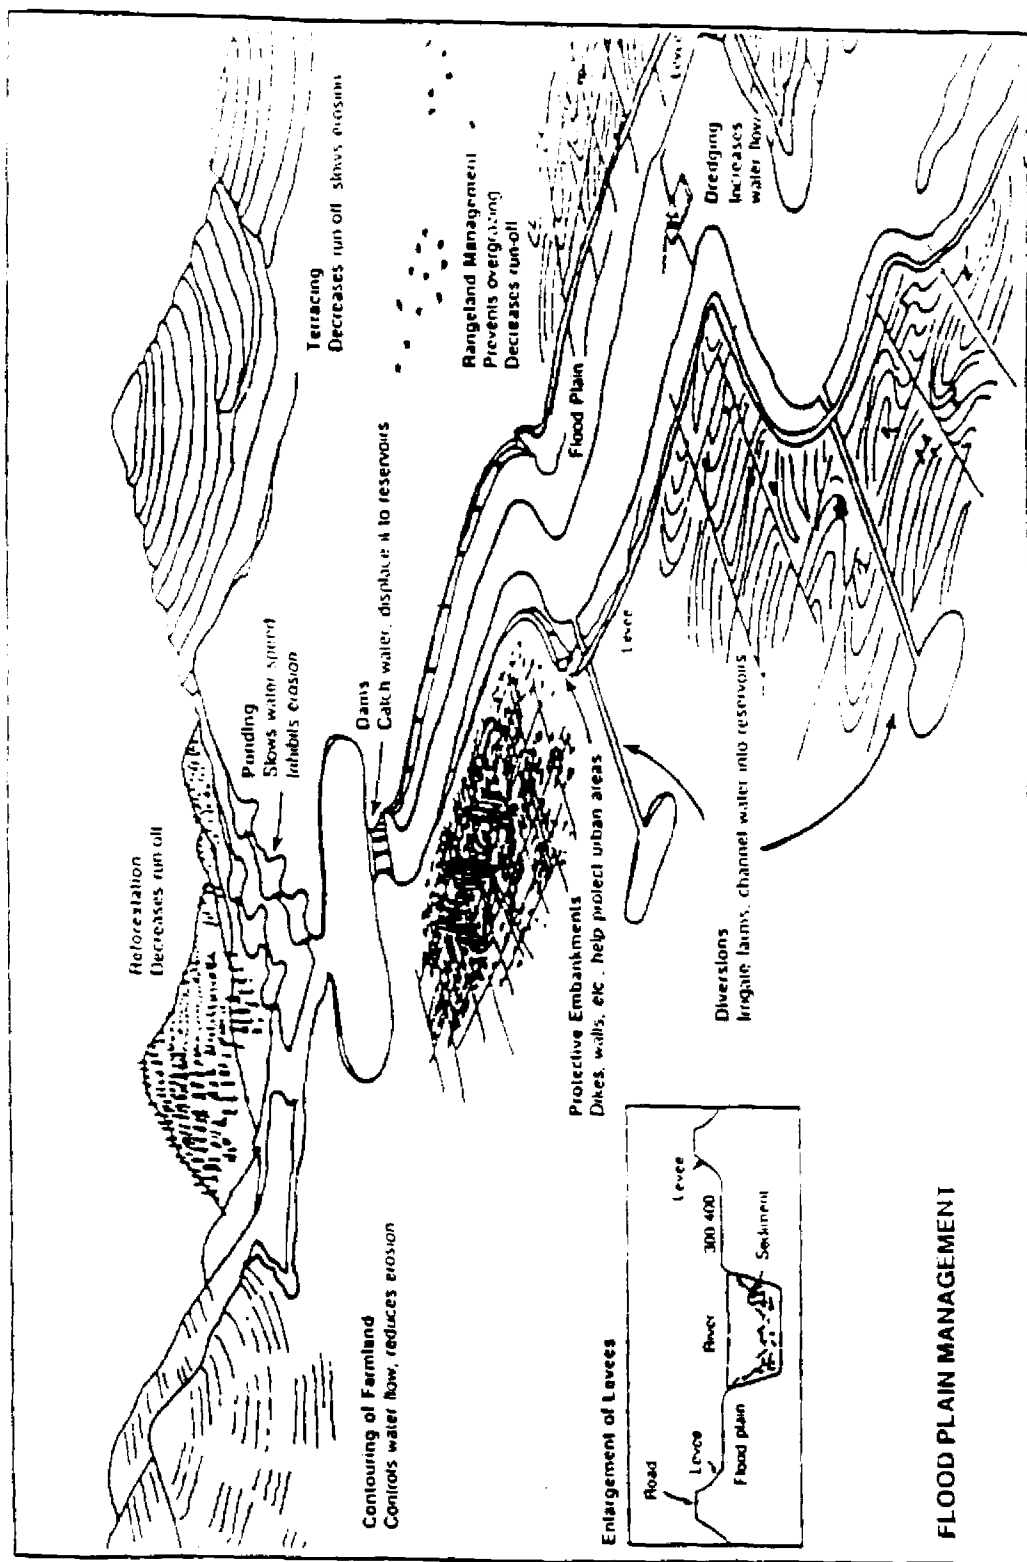 Reforestation
Decreases run off
Ponding
Slows water speed
Inhibits erosion
Terracing
Decreases run off slows erosion
Contouring of Farmland
Controls water flow, reduces erosion
Dams
Catch water, displace it to reservoirs
Rangeland Management
Prevents overgrazing
Decreases run-off
Flood Plain
Levee
Levee
Dredging
Increases
water flow
Protective Embankments
Dikes, walls, etc. help protect urban areas
Diversions
Irrigate farms, channel water into reservoirs
Enlargement of Levees
Road
Levee
Flood plain
River
300 400
Sediment
Levee
FLOOD PLAIN MANAGEMENT